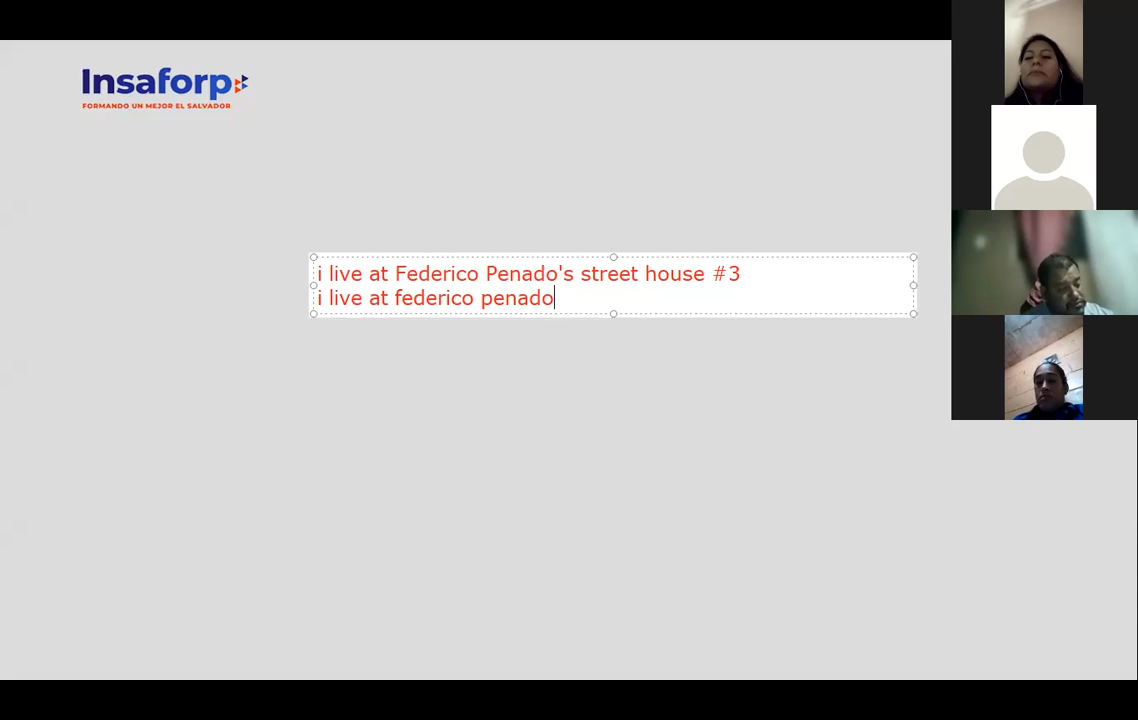 Insaforp
FORMANDO UN MEJOR EL SALVADOR
i live at Federico Penado's street house #3
i live at federico penado